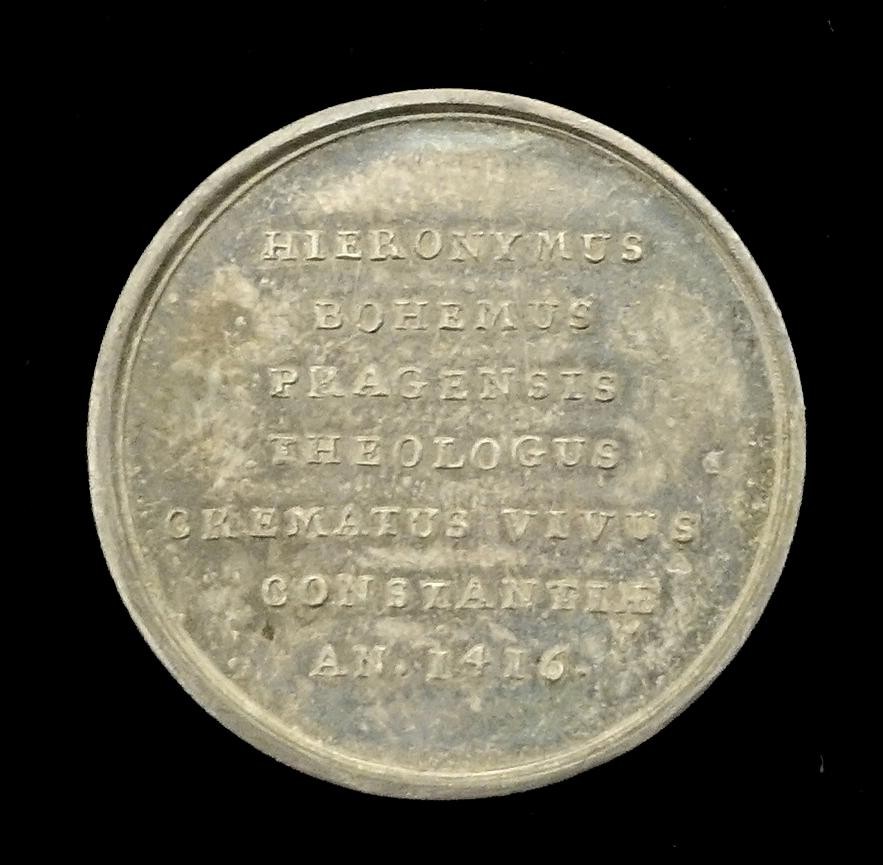 HIERONYMUS
BOHEMUS
PRAGENSIS
THEOLOGUS
CREMATUS VIVUS
CONSTANTIÆ
AN. 1416.